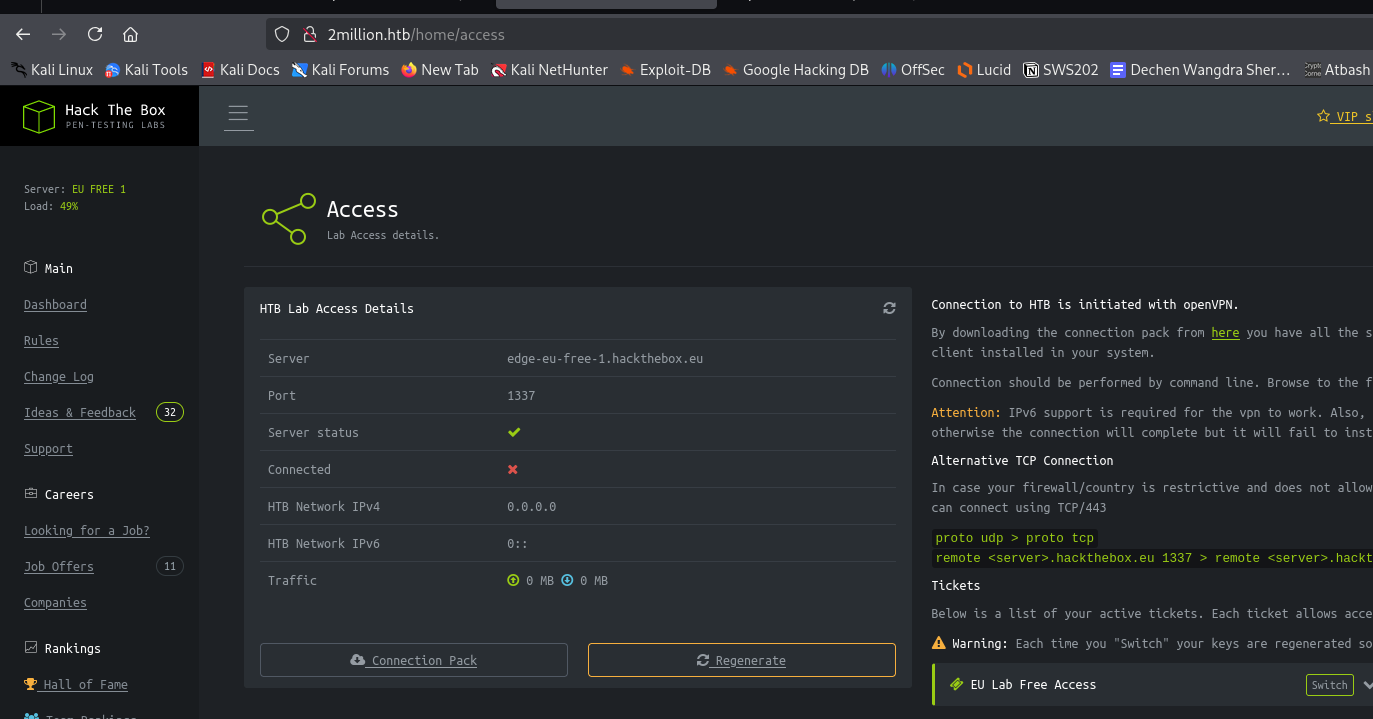 2million.htb/home/access
Kali Linux Kali Tools Kali Docs Kali Forums New Tab Kali NetHunter Exploit-DB Google Hacking DB OffSec Lucid SWS202 Dechen Wangdra Sher… Atbash
Hack The Box
PEN-TESTING LABS
VIP s
Server: EU FREE 1
Load: 49%
Main
Dashboard
Rules
Change Log
Ideas & Feedback 32
Support
Careers
Looking for a Job?
Job Offers 11
Companies
Rankings
Hall of Fame
Team Rankings
Access
Lab Access details.
HTB Lab Access Details
Server edge-eu-free-1.hackthebox.eu
Port 1337
Server status
Connected
HTB Network IPv4 0.0.0.0
HTB Network IPv6 0::
Traffic 0 MB 0 MB
Connection Pack Regenerate
Connection to HTB is initiated with openVPN.
By downloading the connection pack from here you have all the s
client installed in your system.
Connection should be performed by command line. Browse to the f
Attention: IPv6 support is required for the vpn to work. Also,
otherwise the connection will complete but it will fail to inst
Alternative TCP Connection
In case your firewall/country is restrictive and does not allow
can connect using TCP/443
proto udp > proto tcp
remote <server>.hackthebox.eu 1337 > remote <server>.hackt
Tickets
Below is a list of your active tickets. Each ticket allows acce
Warning: Each time you "Switch" your keys are regenerated so
EU Lab Free Access Switch